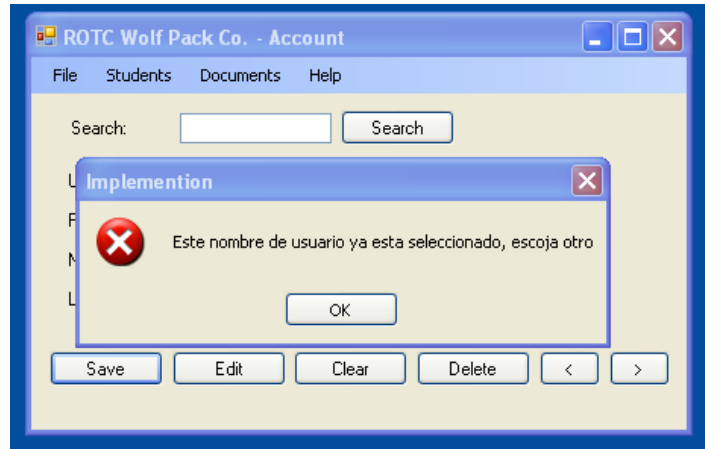 ROTC Wolf Pack Co. - Account
File Students Documents Help
Search: Search
Implemention
Este nombre de usuario ya esta seleccionado, escoja otro
OK
Save Edit Clear Delete < >